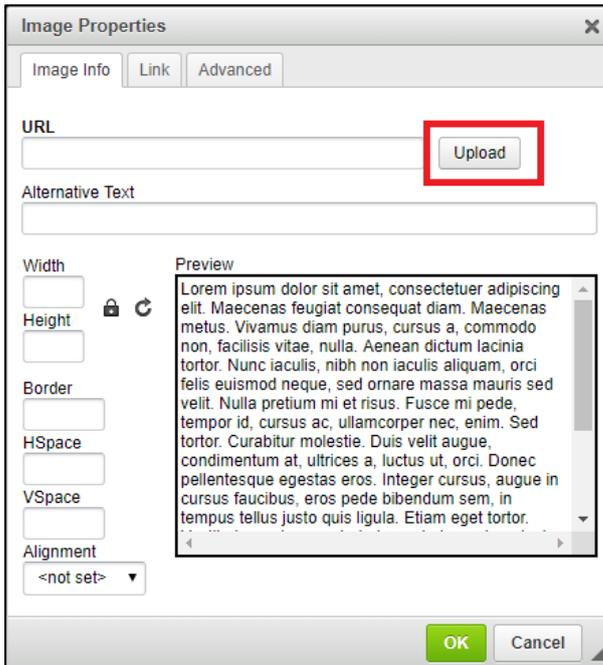 Image Properties
Image Info
Link
Advanced
URL
Upload
Alternative Text
Width
Height
Border
HSpace
VSpace
Alignment
<not set>
Preview
Lorem ipsum dolor sit amet, consectetuer adipiscing
elit. Maecenas feugiat consequat diam. Maecenas
metus. Vivamus diam purus, cursus a, commodo
non, facilisis vitae, nulla. Aenean dictum lacinia
tortor. Nunc iaculis, nibh non iaculis aliquam, orci
felis euismod neque, sed ornare massa mauris sed
velit. Nulla pretium mi et risus. Fusce mi pede,
tempor id, cursus ac, ullamcorper nec, enim. Sed
tortor. Curabitur molestie. Duis velit augue,
condimentum at, ultrices a, luctus ut, orci. Donec
pellentesque egestas eros. Integer cursus, augue in
cursus faucibus, eros pede bibendum sem, in
tempus tellus justo quis ligula. Etiam eget tortor.
OK
Cancel